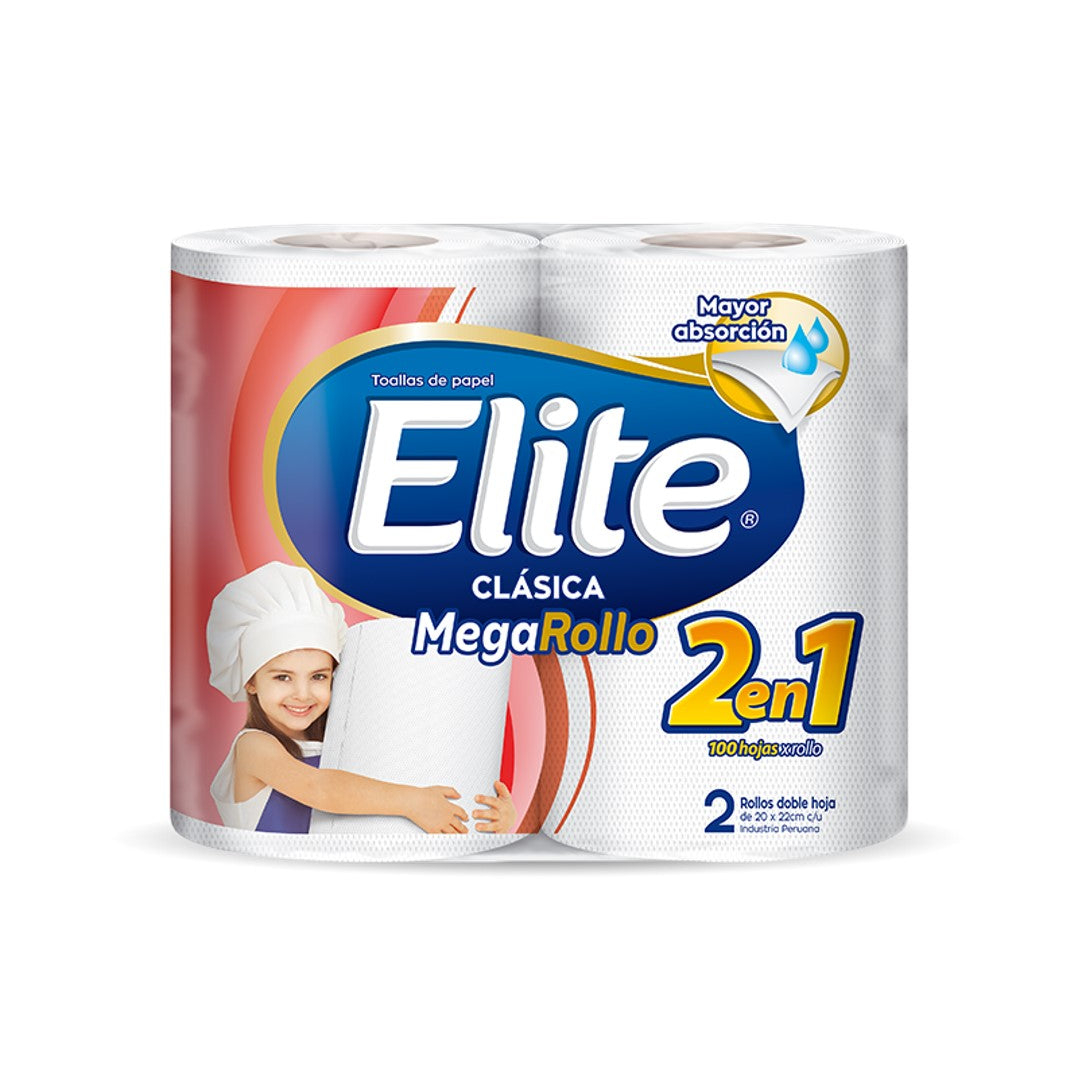 Mayor
absorción
Toallas de papel
Elite®
CLÁSICA
MegaRollo
2en1
100 hojas x rollo
2 Rollos doble hoja
de 20 x 22cm c/u
Industria Peruana